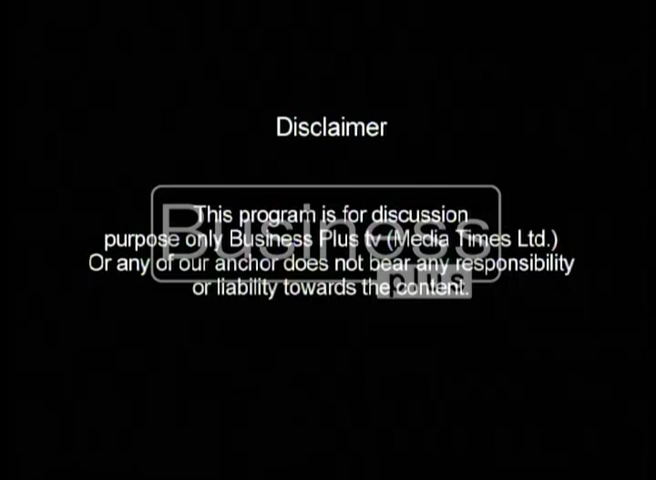 Disclaimer
This program is for discussion
purpose only Business Plus tv (Media Times Ltd.)
Or any of our anchor does not bear any responsibility
or liability towards the content.
Business
plus